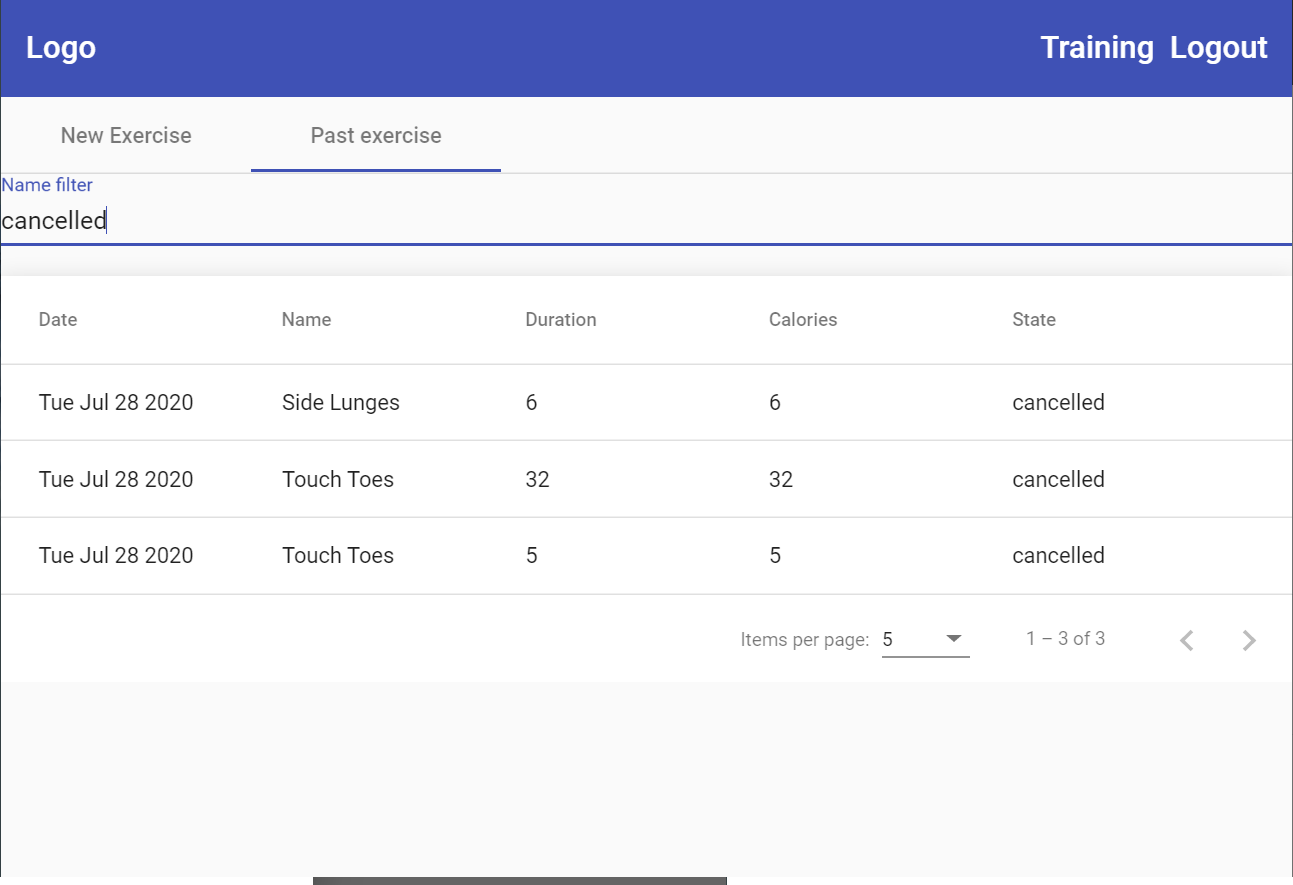 Logo Training Logout
New Exercise Past exercise
Name filter
cancelled
Date Name Duration Calories State
Tue Jul 28 2020 Side Lunges 6 6 cancelled
Tue Jul 28 2020 Touch Toes 32 32 cancelled
Tue Jul 28 2020 Touch Toes 5 5 cancelled
Items per page: 5 1 – 3 of 3